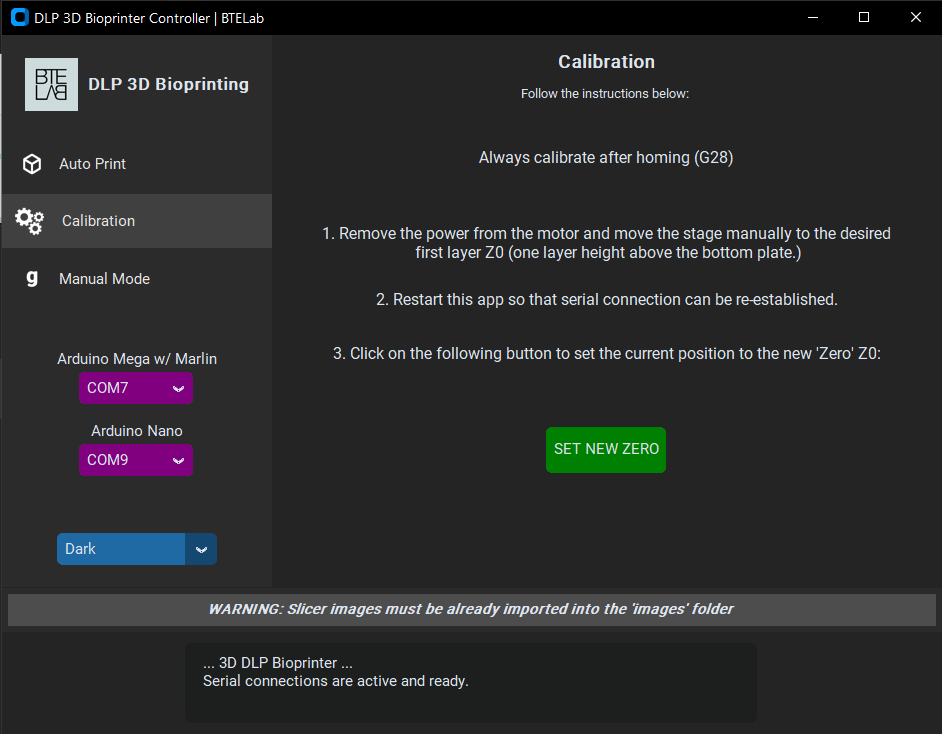 DLP 3D Bioprinter Controller | BTELab
BTE
LAB
DLP 3D Bioprinting
Auto Print
Calibration
Manual Mode
Arduino Mega w/ Marlin
COM7
Arduino Nano
COM9
Dark
Calibration
Follow the instructions below:
Always calibrate after homing (G28)
1. Remove the power from the motor and move the stage manually to the desired
first layer Z0 (one layer height above the bottom plate.)
2. Restart this app so that serial connection can be re-established.
3. Click on the following button to set the current position to the new 'Zero' Z0:
SET NEW ZERO
WARNING: Slicer images must be already imported into the 'images' folder
... 3D DLP Bioprinter ...
Serial connections are active and ready.